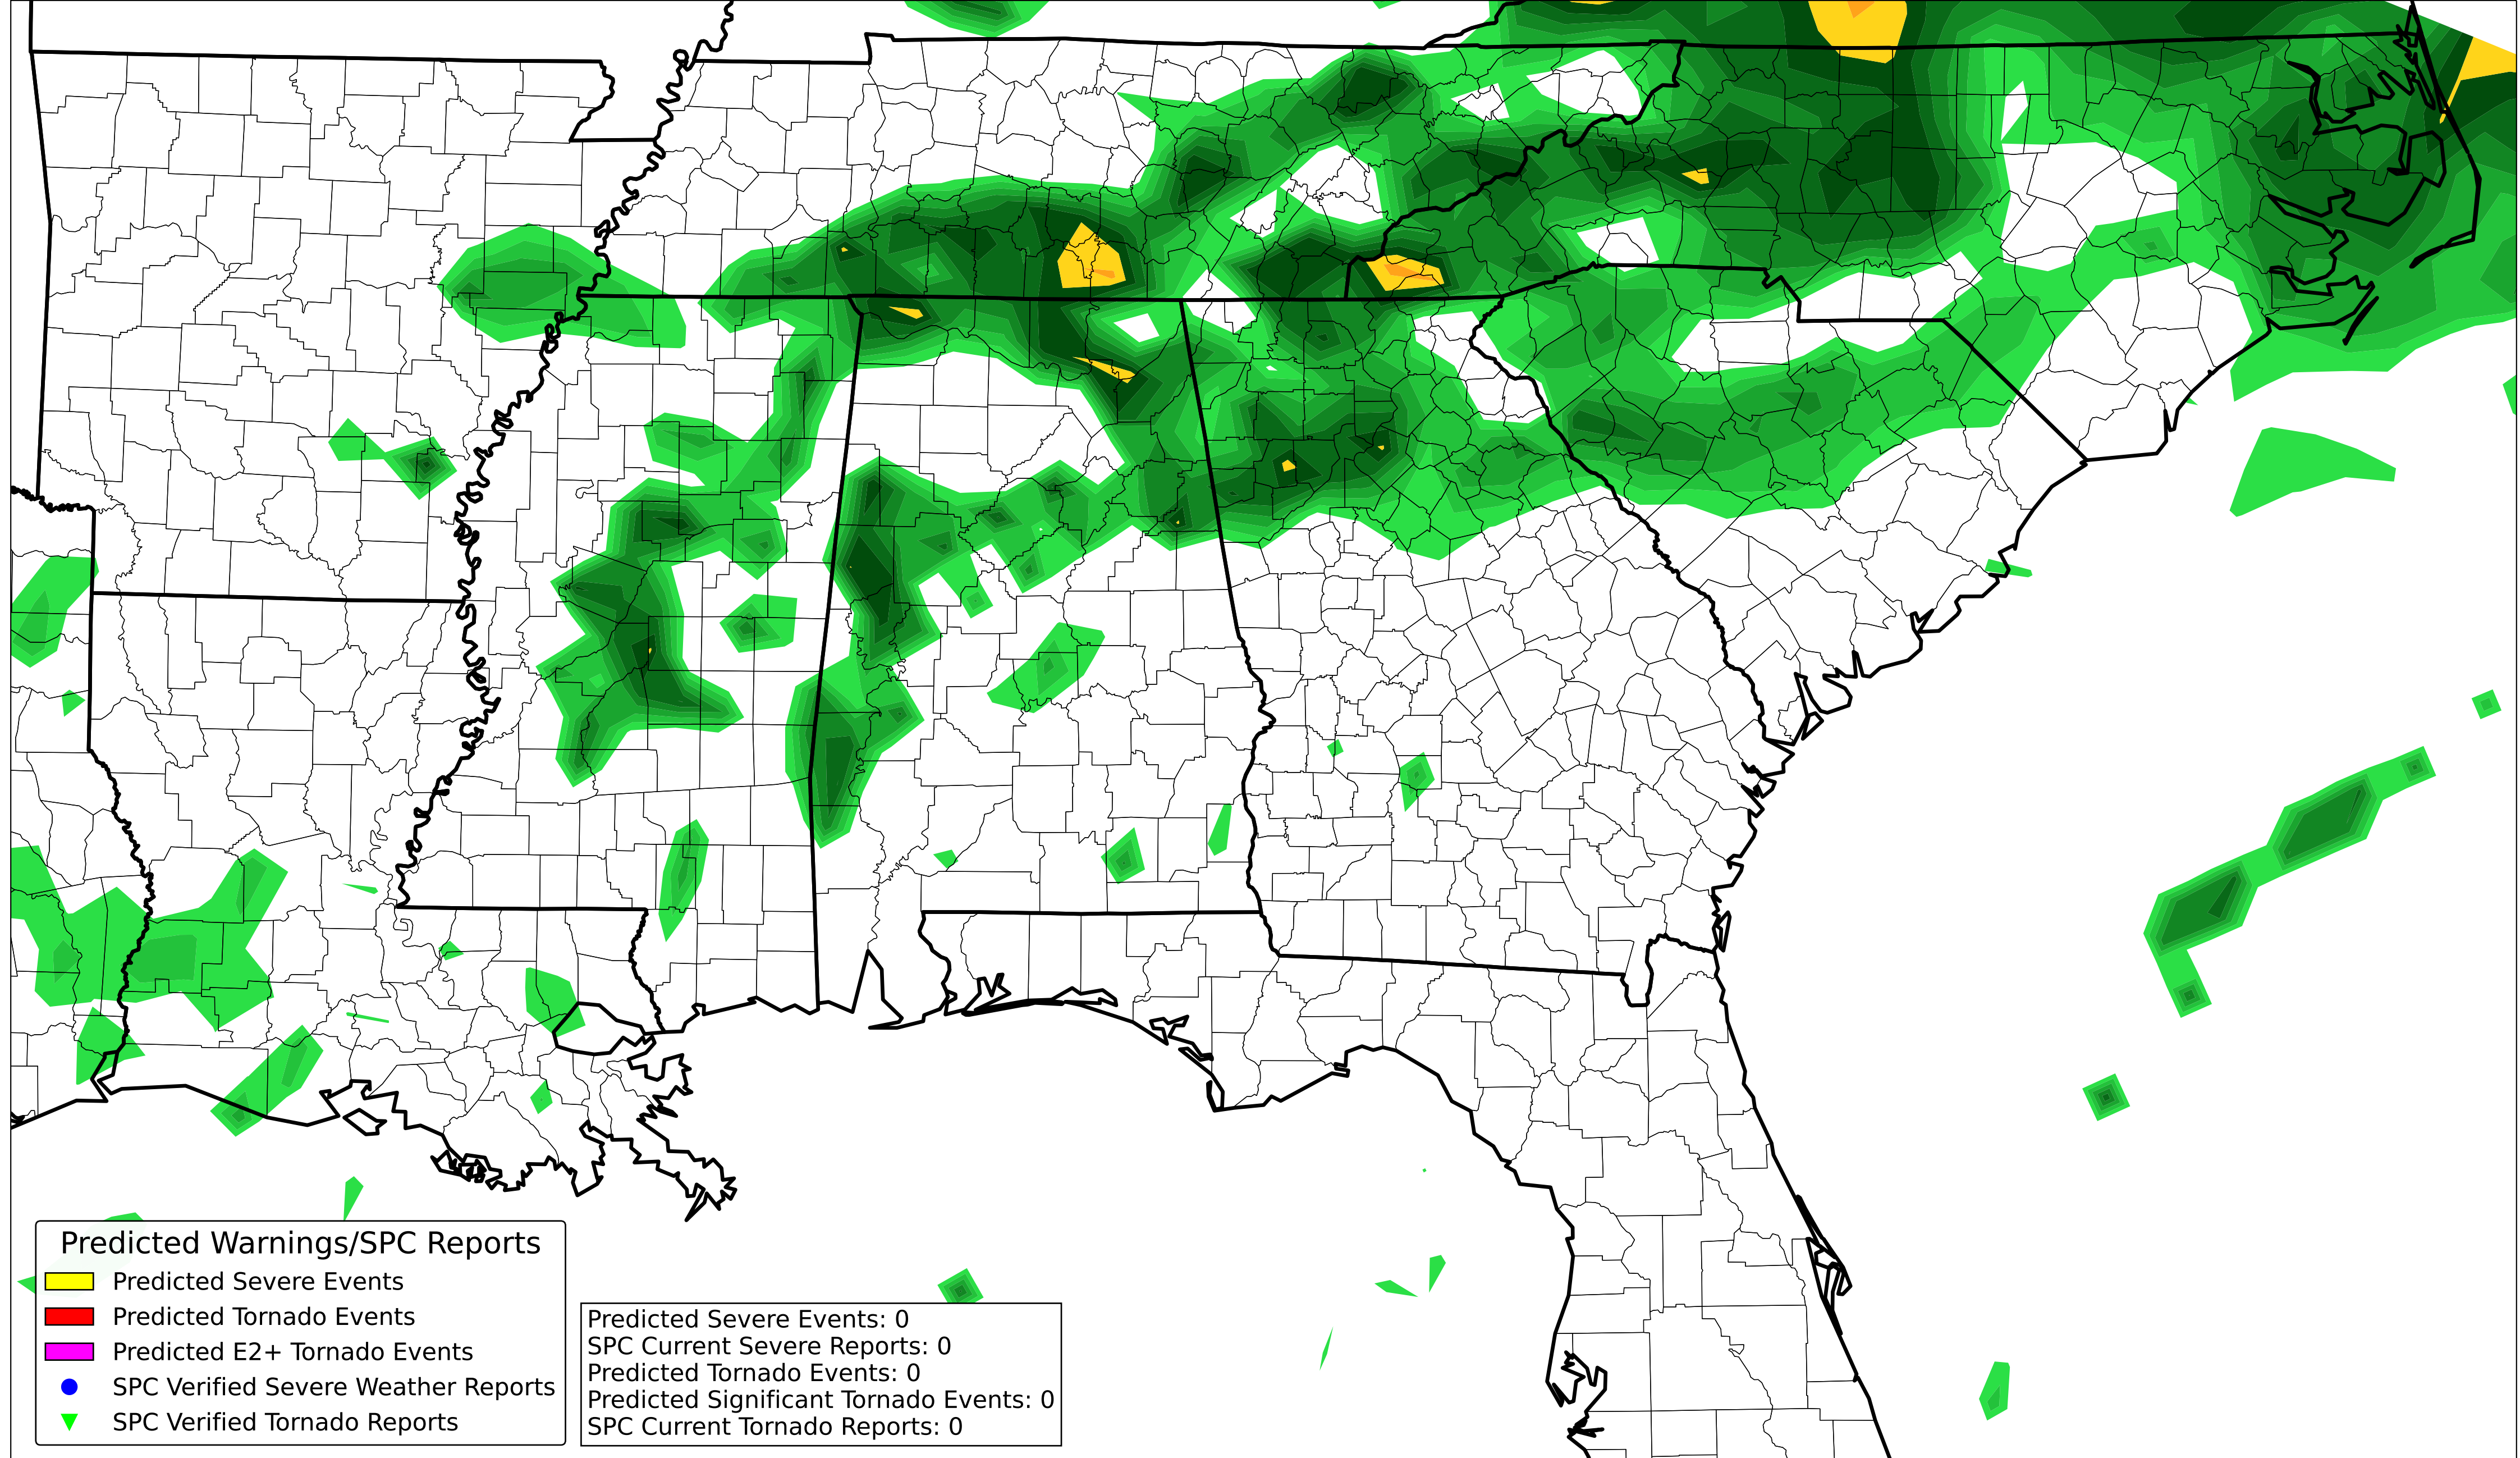 Predicted Warnings/SPC Reports
Predicted Severe Events
Predicted Tornado Events
Predicted E2+ Tornado Events
SPC Verified Severe Weather Reports
SPC Verified Tornado Reports
Predicted Severe Events: 0
SPC Current Severe Reports: 0
Predicted Tornado Events: 0
Predicted Significant Tornado Events: 0
SPC Current Tornado Reports: 0